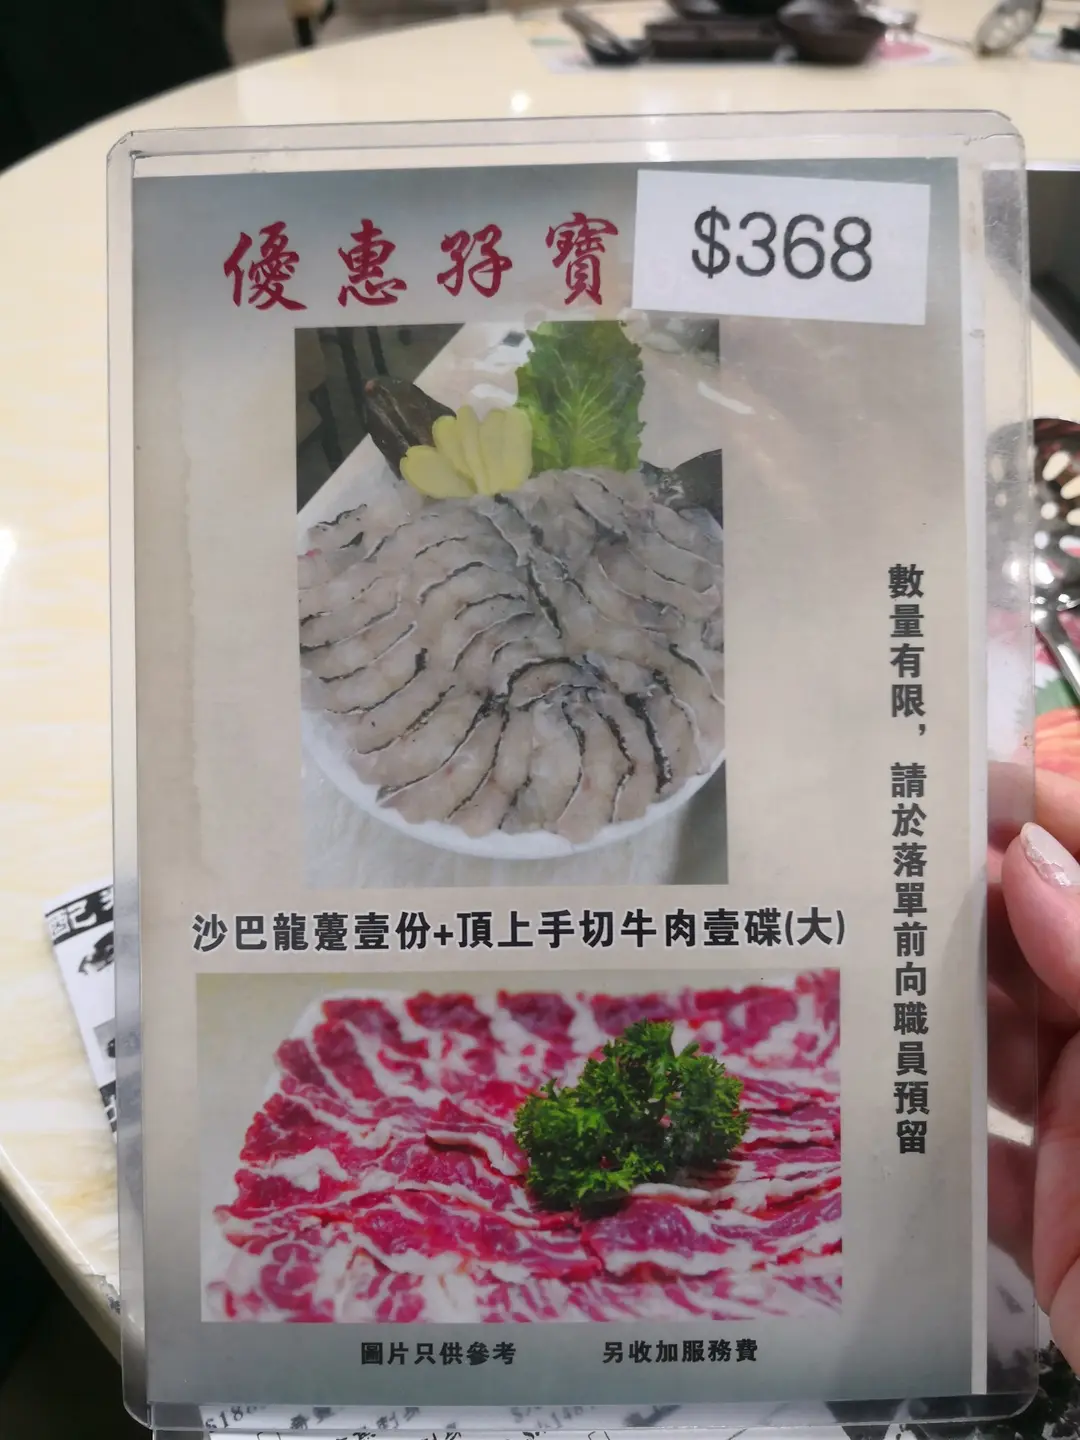 優惠孖寶
$368
沙巴龍躉壹份+頂上手切牛肉壹碟(大)
數量有限，請於落單前向職員預留
圖片只供參考
另收加服務費